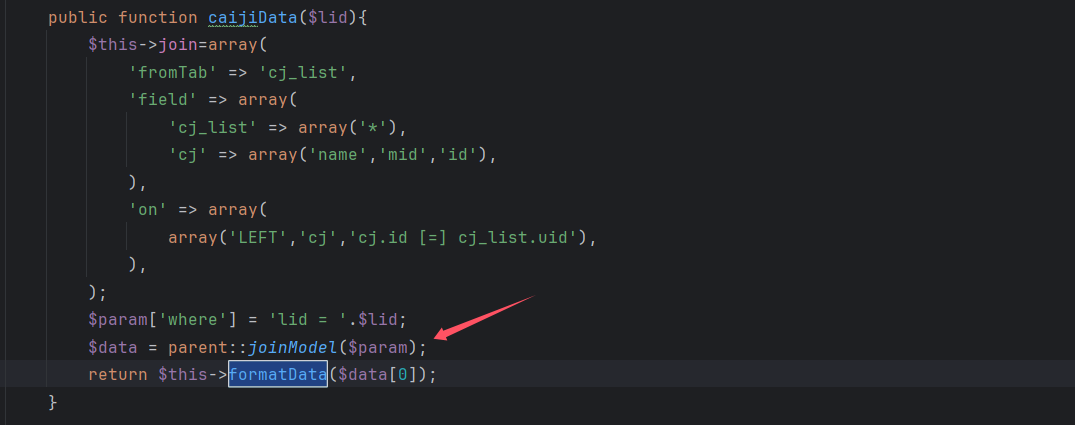 public function caijiData($lid){
    $this->join=array(
        'fromTab' => 'cj_list',
        'field' => array(
            'cj_list' => array('*'),
            'cj' => array('name','mid','id'),
        ),
        'on' => array(
            array('LEFT','cj','cj.id [=] cj_list.uid'),
        ),
    );
    $param['where'] = 'lid = '.$lid;
    $data = parent::joinModel($param);
    return $this->formatData($data[0]);
}